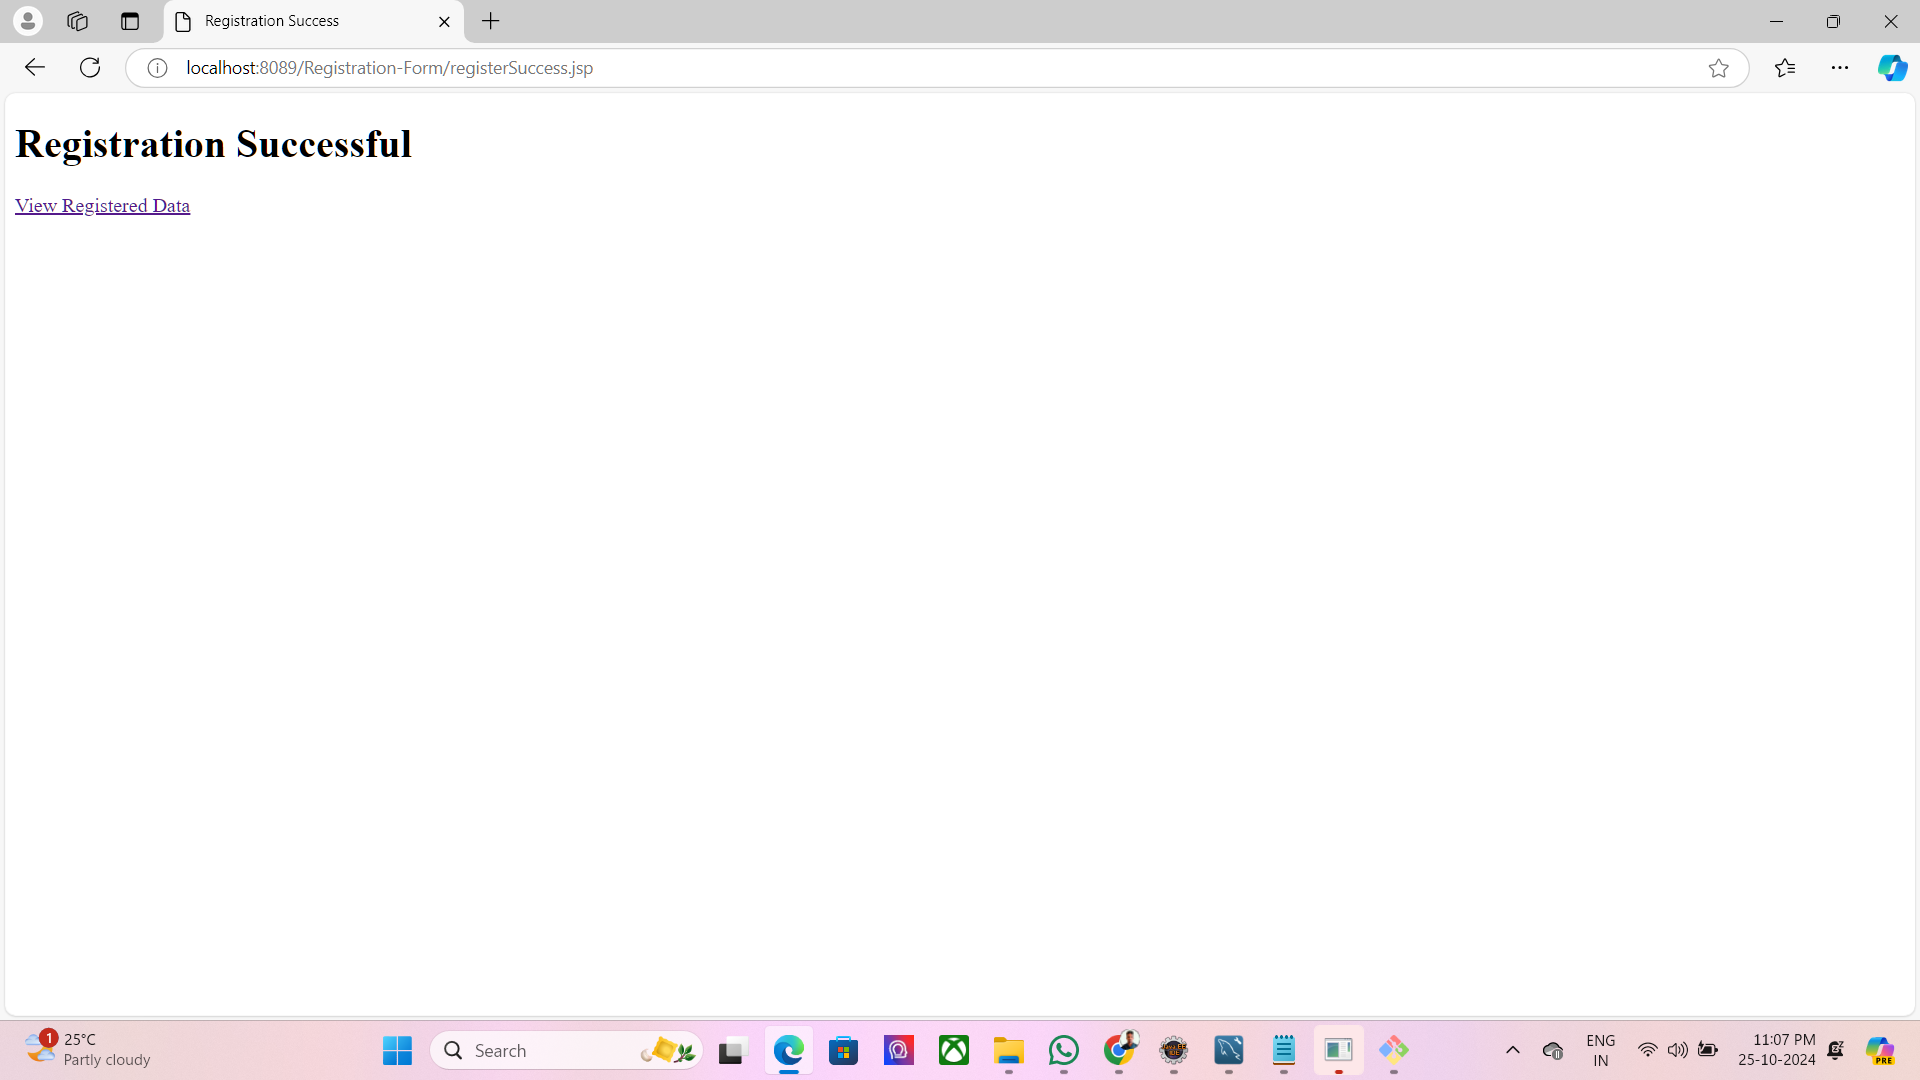 Registration Success
localhost:8089/Registration-Form/registerSuccess.jsp
Registration Successful
View Registered Data
1
25°C
Partly cloudy
Search
ENG
IN
11:07 PM
25-10-2024
PRE